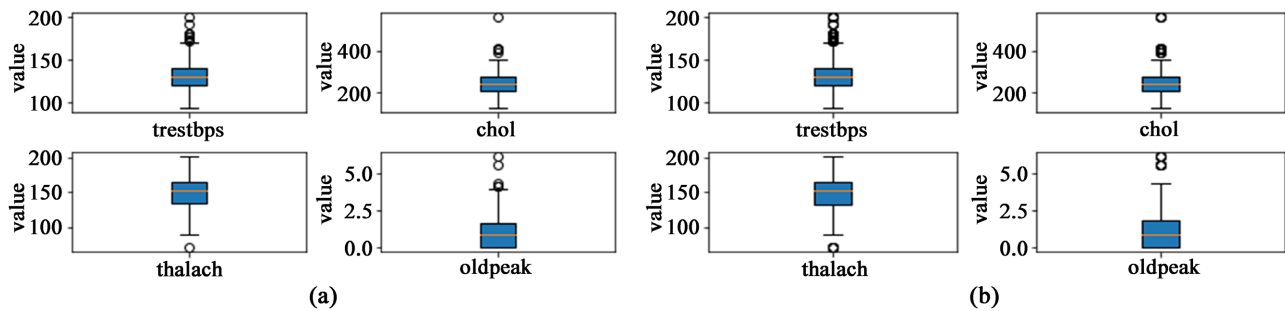 200
150
100
value
trestbps
400
200
value
chol
200
150
100
value
thalach
5.0
2.5
0.0
value
oldpeak
(a)
200
150
100
value
trestbps
400
200
value
chol
200
150
100
value
thalach
5.0
2.5
0.0
value
oldpeak
(b)